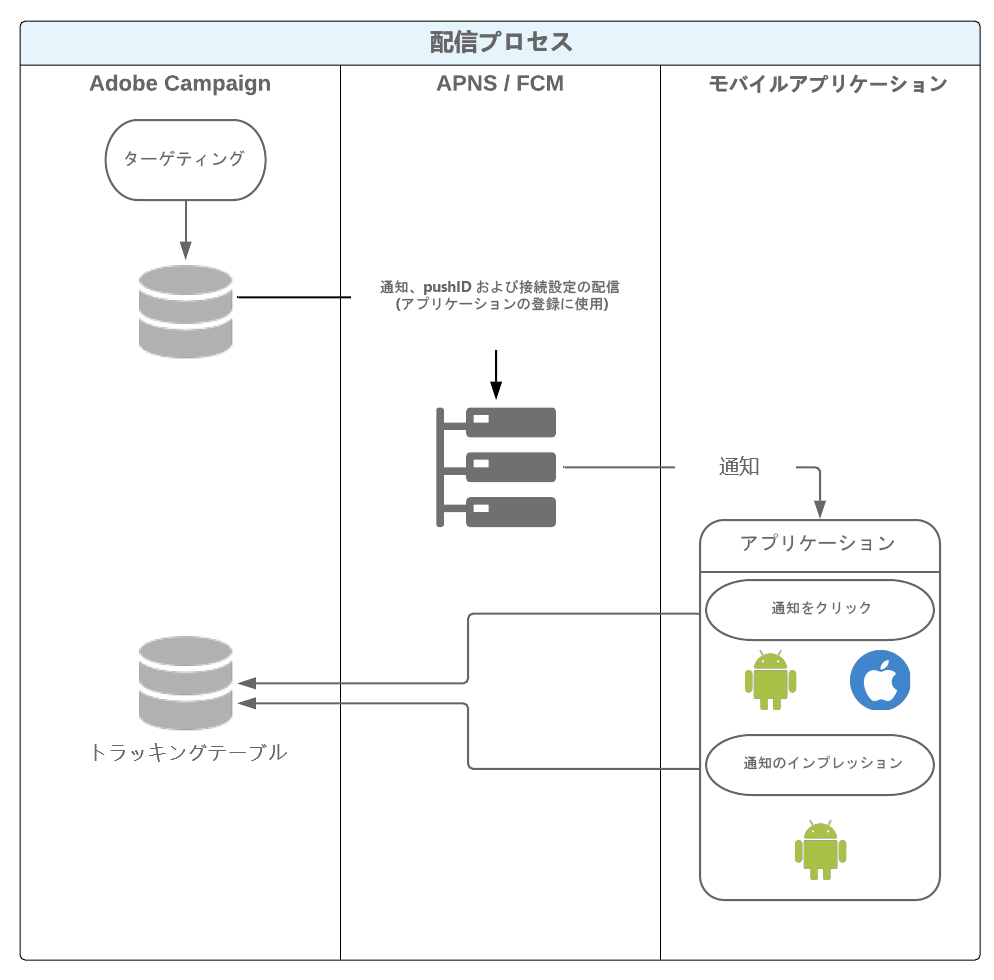 配信プロセス
Adobe Campaign
APNS / FCM
モバイルアプリケーション
ターゲティング
通知、pushID および接続設定の配信
(アプリケーションの登録に使用)
通知
アプリケーション
通知をクリック
トラッキングテーブル
通知のインプレッション